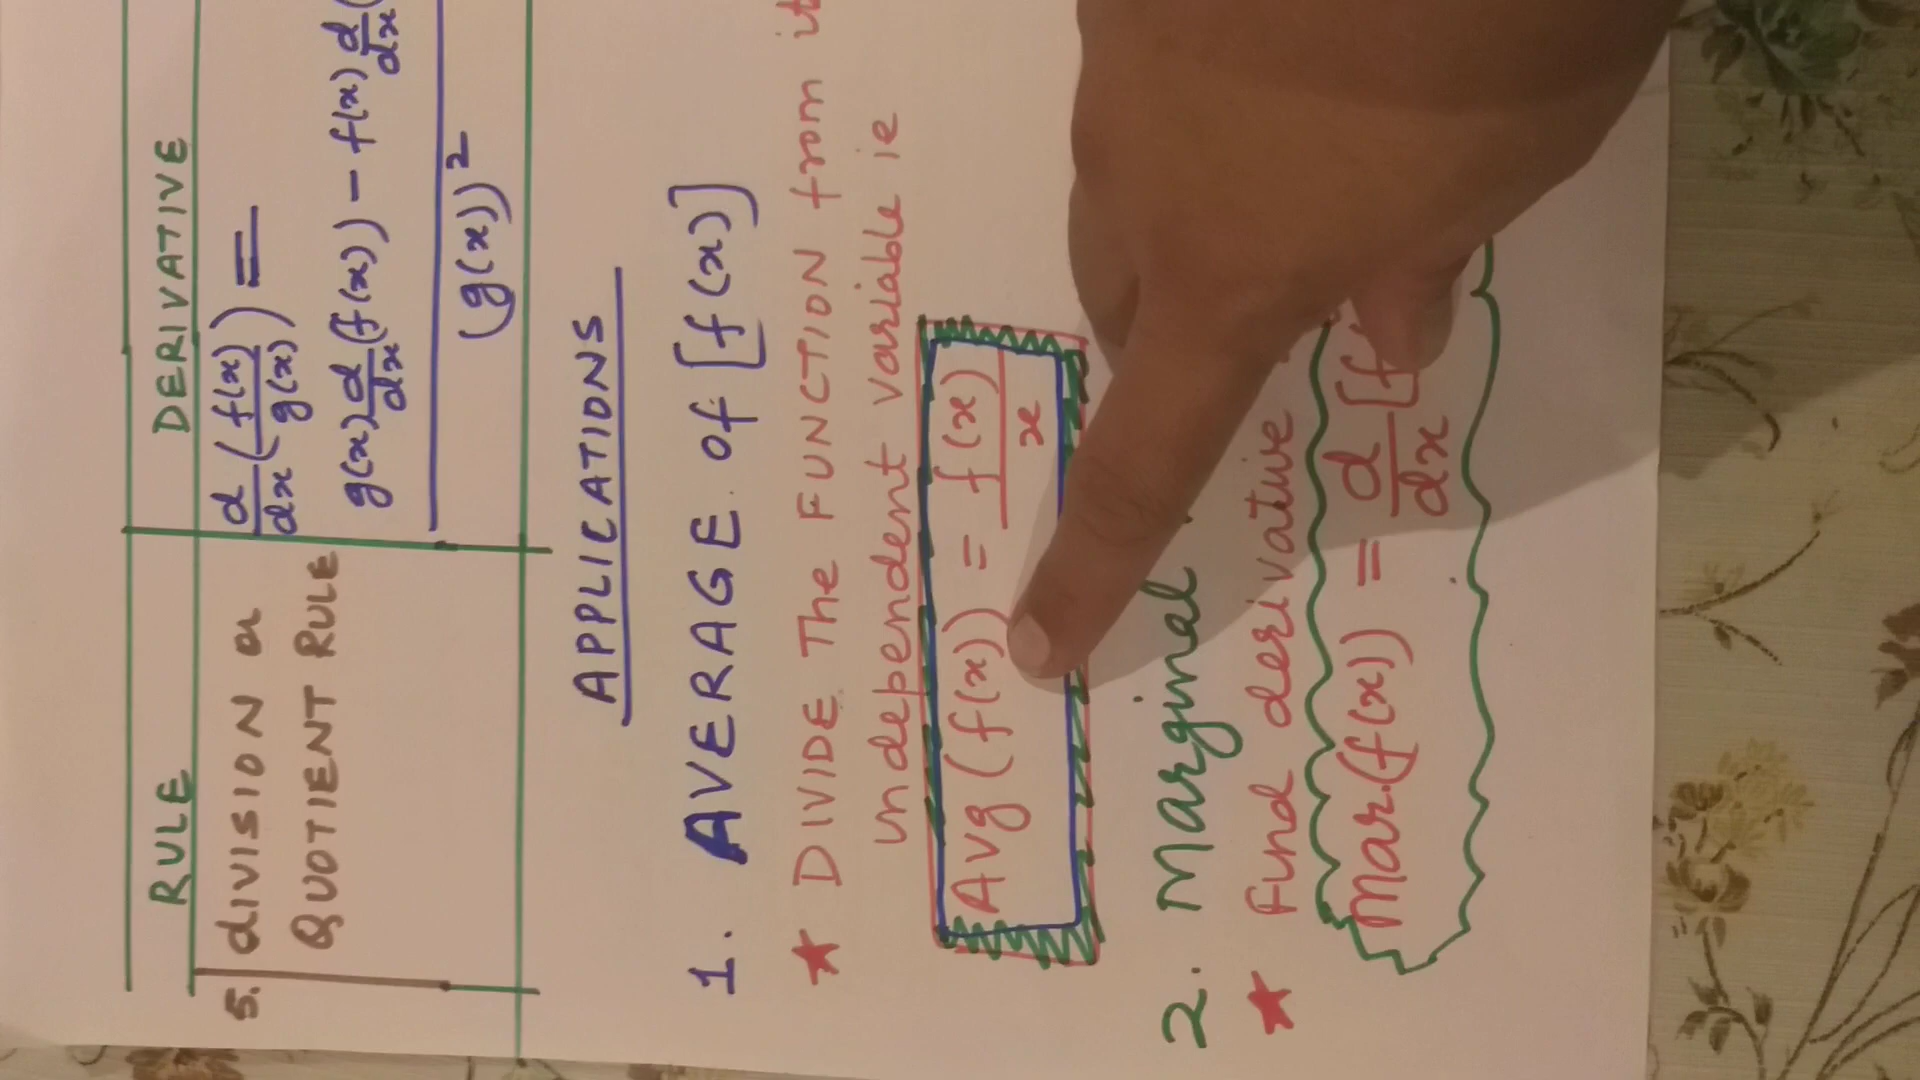 RULE DERIVATIVE
5. division or d/dx (f(x)/g(x)) =
QUOTIENT RULE g(x) d/dx (f(x)) - f(x) d/dx
(g(x))²
APPLICATIONS
1. AVERAGE of [f(x)]
★ DIVIDE The FUNCTION from
independent variable ie
Avg (f(x)) = f(x)/x
2. Marginal
★ find derivative
Mar.(f(x)) = d/dx [f